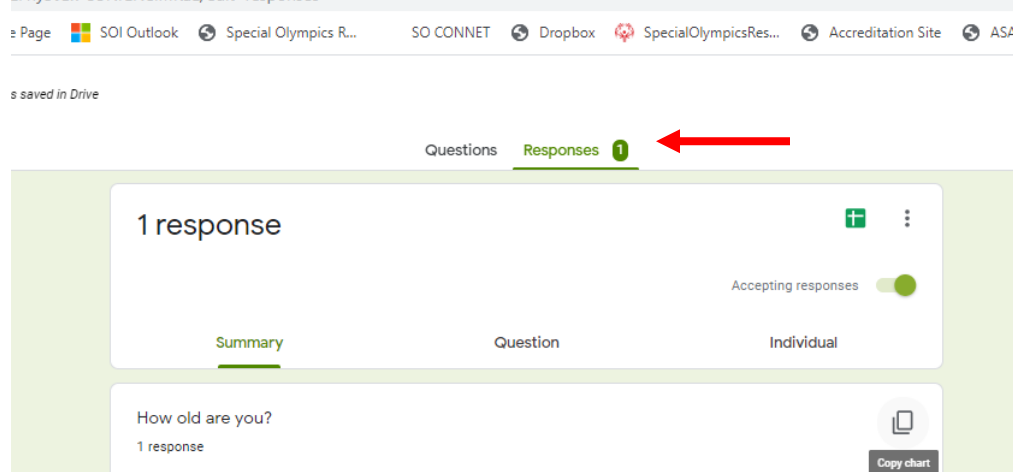 e Page SOI Outlook Special Olympics R... SO CONNET Dropbox SpecialOlympicsRes... Accreditation Site ASA
s saved in Drive
Questions Responses 1
1 response
Accepting responses
Summary Question Individual
How old are you?
1 response
Copy chart